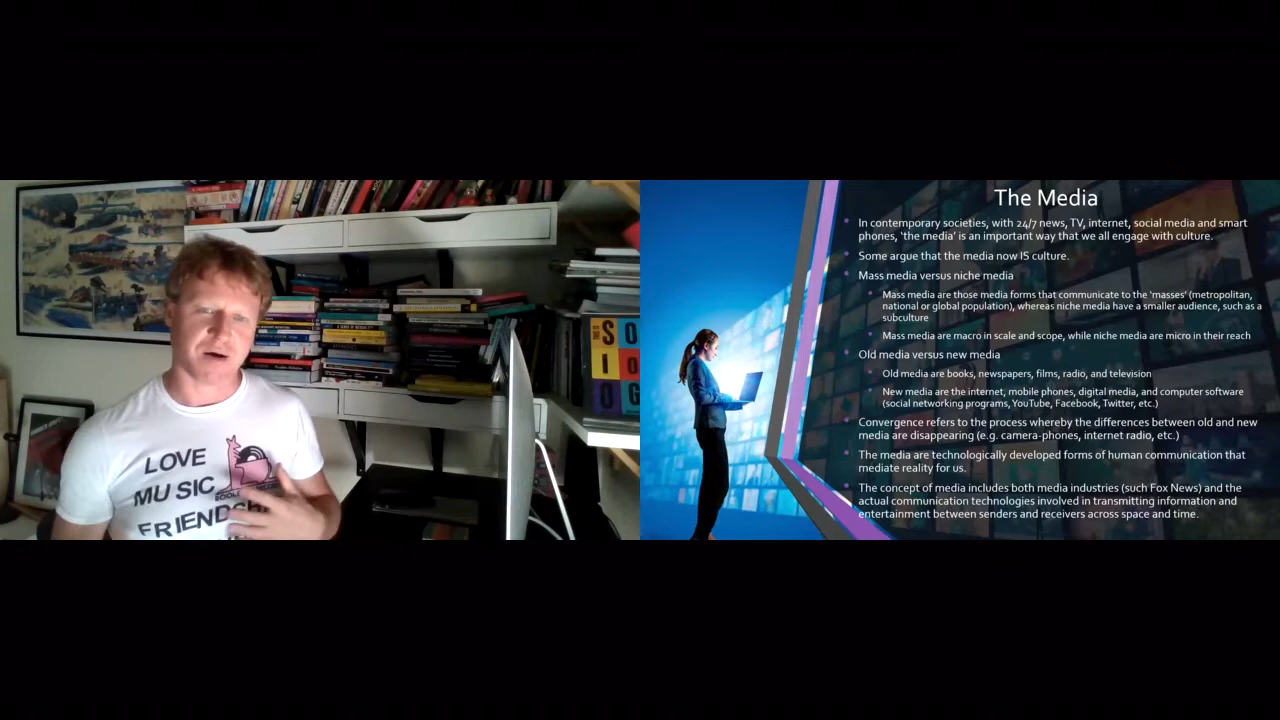 LOVE
MUSIC
SO
IO
G
The Media
In contemporary societies, with 24/7 news, TV, internet, social media and smart
phones, 'the media' is an important way that we all engage with culture.
Some argue that the media now IS culture.
Mass media versus niche media
Mass media are those media forms that communicate to the 'masses' (metropolitan,
national or global population), whereas niche media have a smaller audience, such as a
subculture
Mass media are macro in scale and scope, while niche media are micro in their reach
Old media versus new media
Old media are books, newspapers, films, radio, and television
New media are the internet, mobile phones, digital media, and computer software
(social networking programs, YouTube, Facebook, Twitter, etc.)
Convergence refers to the process whereby the differences between old and new
media are disappearing (e.g. camera-phones, internet radio, etc.)
The media are technologically developed forms of human communication that
mediate reality for us.
The concept of media includes both media industries (such Fox News) and the
actual communication technologies involved in transmitting information and
entertainment between senders and receivers across space and time.